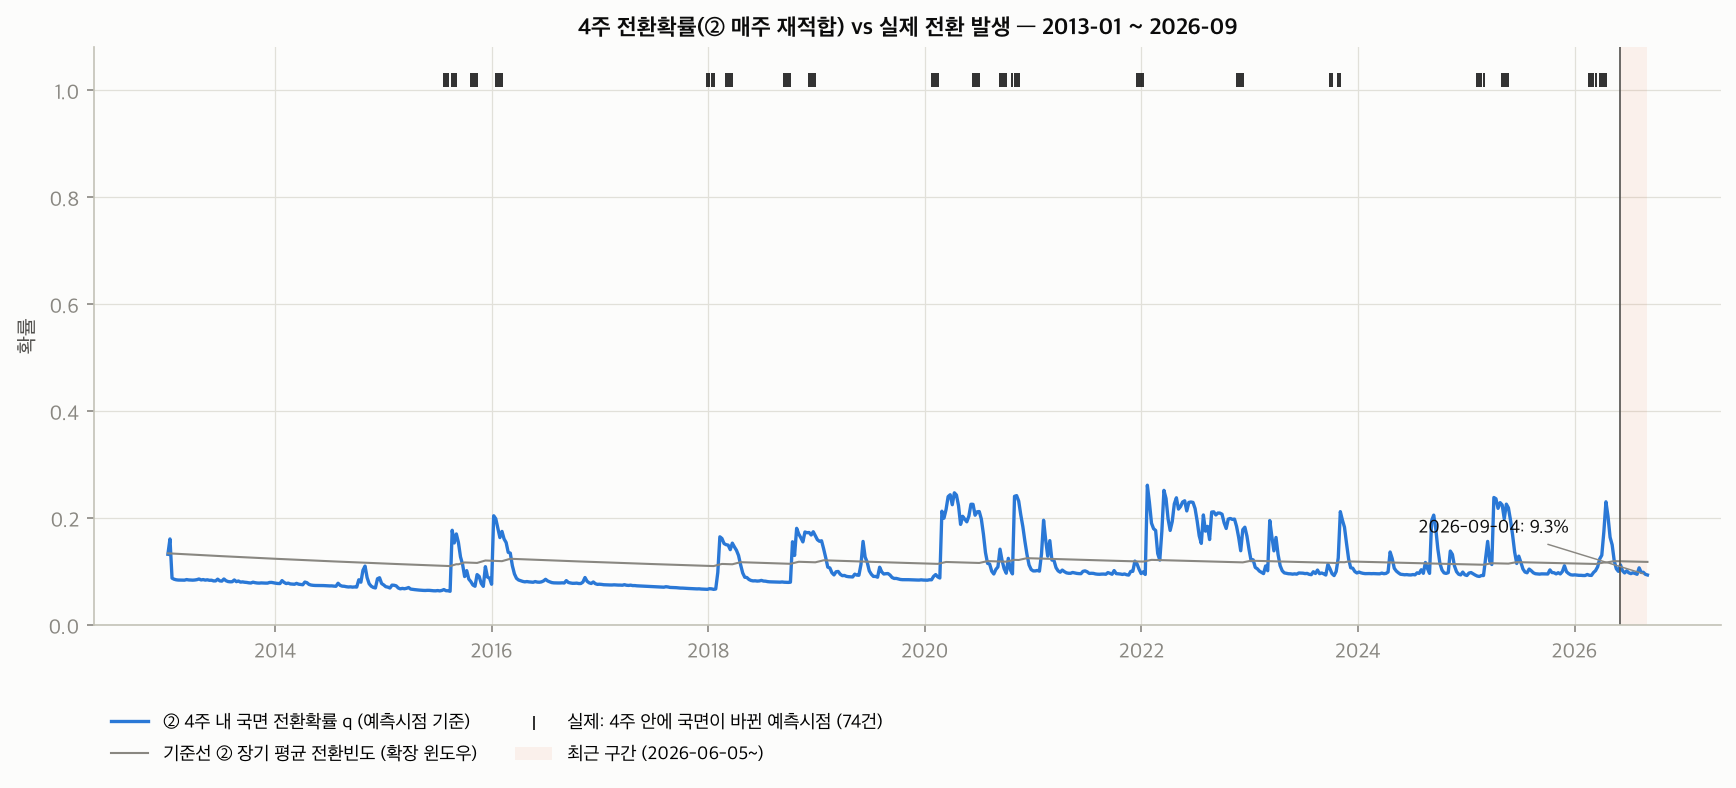 4주 전환확률(② 매주 재적합) vs 실제 전환 발생 — 2013-01 ~ 2026-09
확률
1.0
0.8
0.6
0.4
0.2
0.0
2026-09-04: 9.3%
2014 2016 2018 2020 2022 2024 2026
② 4주 내 국면 전환확률 q (예측시점 기준)
기준선 ② 장기 평균 전환빈도 (확장 윈도우)
실제: 4주 안에 국면이 바뀐 예측시점 (74건)
최근 구간 (2026-06-05~)